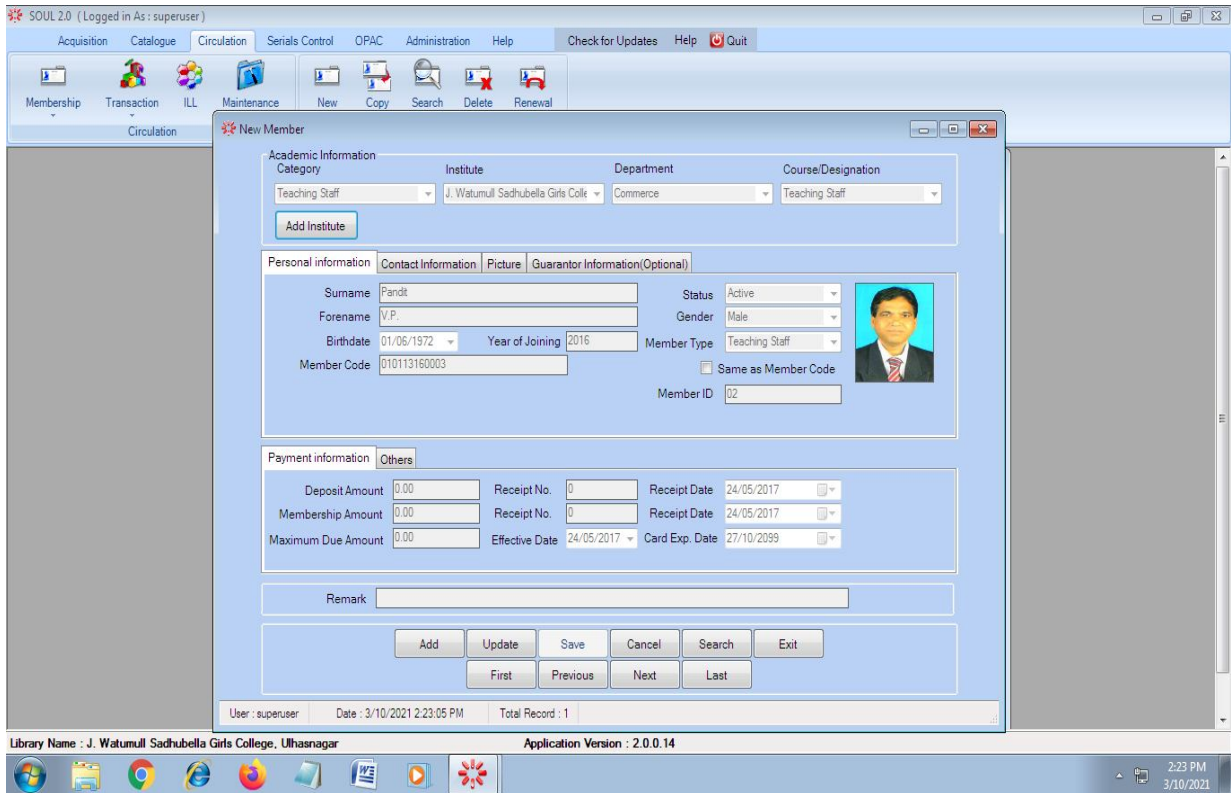 SOUL 2.0 ( Logged in As : superuser )
Acquisition Catalogue Circulation Serials Control OPAC Administration Help Check for Updates Help Quit
Membership Transaction ILL Maintenance New Copy Search Delete Renewal
Circulation
New Member
Academic Information
Category Institute Department Course/Designation
Teaching Staff J. Watumull Sadhubella Girls Colle Commerce Teaching Staff
Add Institute
Personal information Contact Information Picture Guarantor Information(Optional)
Surname Pandit Status Active
Forename V.P. Gender Male
Birthdate 01/06/1972 Year of Joining 2016 Member Type Teaching Staff
Member Code 010113160003 Same as Member Code
Member ID 02
Payment information Others
Deposit Amount 0.00 Receipt No. 0 Receipt Date 24/05/2017
Membership Amount 0.00 Receipt No. 0 Receipt Date 24/05/2017
Maximum Due Amount 0.00 Effective Date 24/05/2017 Card Exp. Date 27/10/2099
Remark
Add Update Save Cancel Search Exit
First Previous Next Last
User : superuser Date : 3/10/2021 2:23:05 PM Total Record : 1
Library Name : J. Watumull Sadhubella Girls College, Ulhasnagar Application Version : 2.0.0.14
2:23 PM
3/10/2021